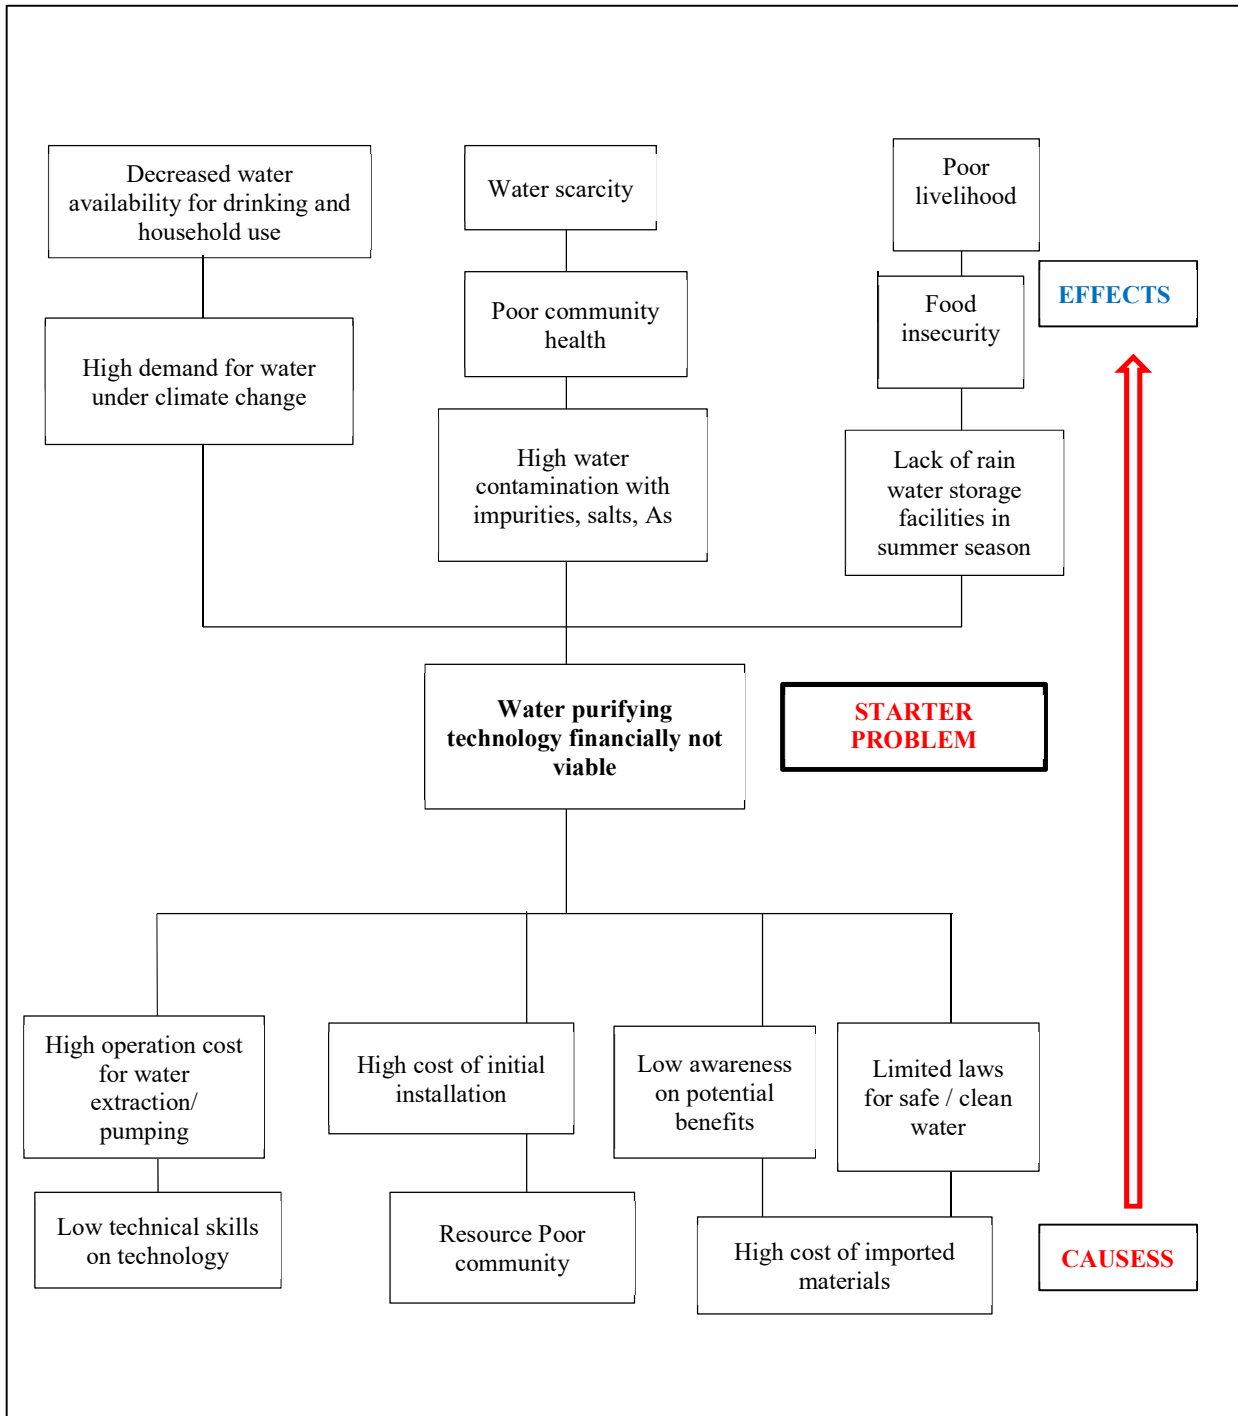 Decreased water
availability for drinking and
household use
Water scarcity
Poor
livelihood
EFFECTS
High demand for water
under climate change
Poor community
health
Food
insecurity
High water
contamination with
impurities, salts, As
Lack of rain
water storage
facilities in
summer season
Water purifying
technology financially not
viable
STARTER
PROBLEM
High operation cost
for water
extraction/
pumping
High cost of initial
installation
Low awareness
on potential
benefits
Limited laws
for safe / clean
water
Low technical skills
on technology
Resource Poor
community
High cost of imported
materials
CAUSESS